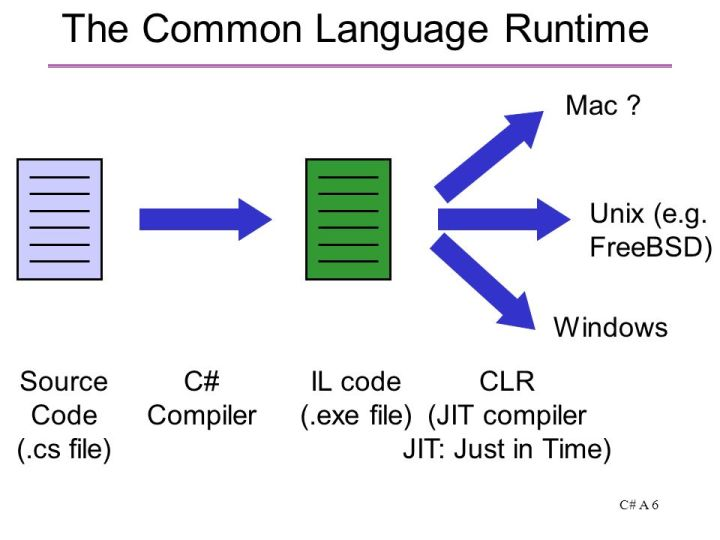 The Common Language Runtime
Mac ?
Unix (e.g.
FreeBSD)
Windows
Source
Code
(.cs file)
C#
Compiler
IL code
(.exe file)
CLR
(JIT compiler
JIT: Just in Time)
C# A 6